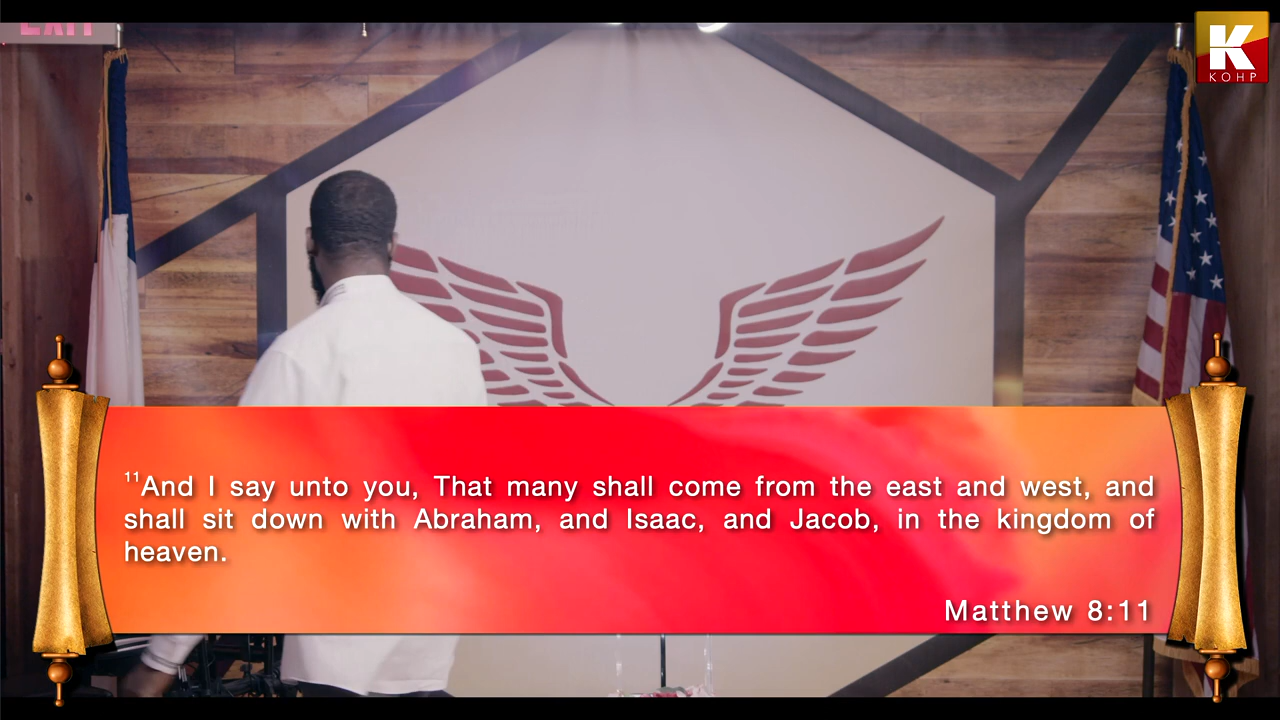 EXIT
K
KOHP
11And I say unto you, That many shall come from the east and west, and
shall sit down with Abraham, and Isaac, and Jacob, in the kingdom of
heaven.
Matthew 8:11